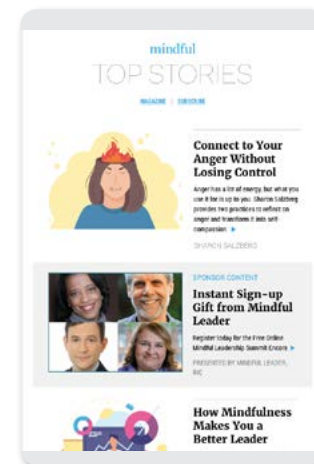 mindful
TOP STORIES
MAGAZINE | SUBSCRIBE
Connect to Your
Anger Without
Losing Control
Anger has a lot of energy, but what you
use it for is up to you. Sharon Salzberg
provides two practices to reflect on
anger and transform it into self-
compassion
SHARON SALZBERG
SPONSOR CONTENT
Instant Sign-up
Gift from Mindful
Leader
Register today for the Free Online
Mindful Leadership Summit Encore
PRESENTED BY MINDFUL LEADER,
INC
How Mindfulness
Makes You a
Better Leader